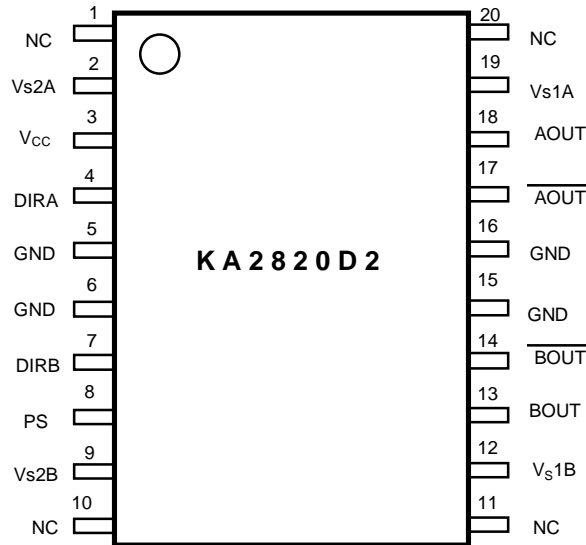 1
NC
2
Vs2A
3
VCC
4
DIRA
5
GND
6
GND
7
DIRB
8
PS
9
Vs2B
10
NC
KA2820D2
20
NC
19
Vs1A
18
AOUT
17
A̅O̅U̅T̅
16
GND
15
GND
14
B̅O̅U̅T̅
13
BOUT
12
VS1B
11
NC